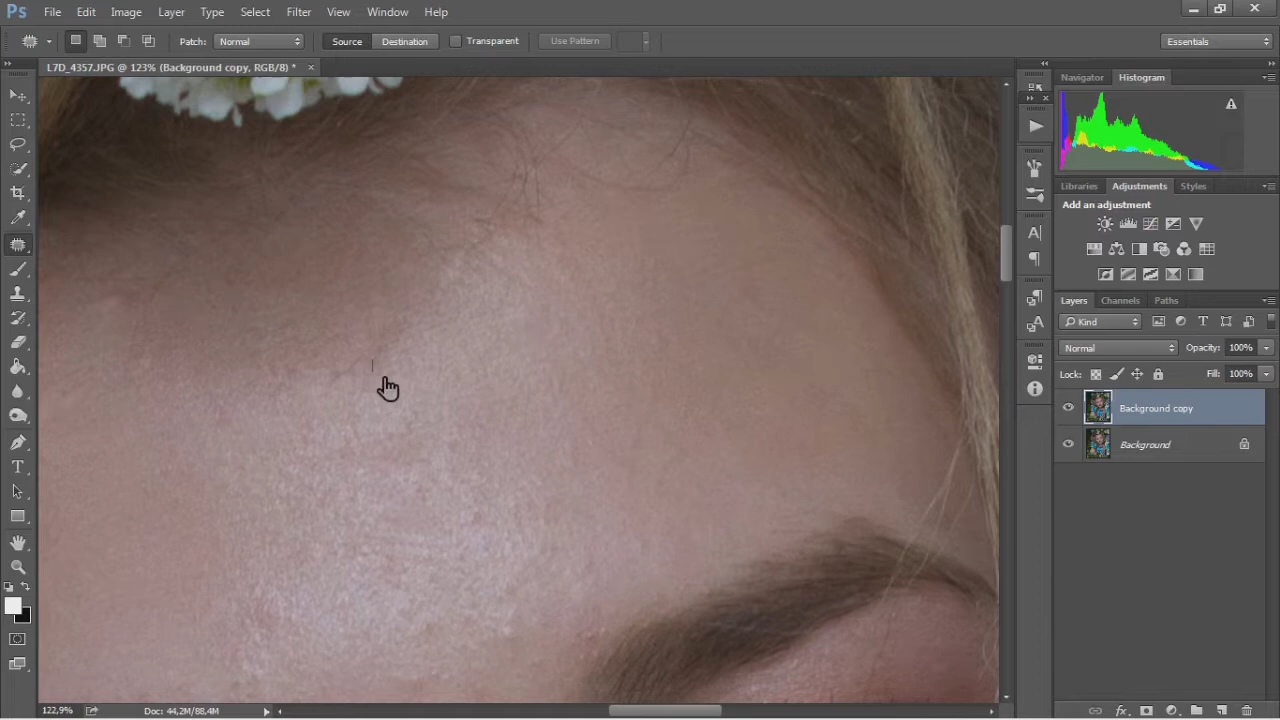 Ps File Edit Image Layer Type Select Filter View Window Help
Patch: Normal Source Destination Transparent Use Pattern Essentials
L7D_4357.JPG @ 123% (Background copy, RGB/8) * ×
Navigator Histogram
Libraries Adjustments Styles
Add an adjustment
Layers Channels Paths
Kind
Normal Opacity: 100%
Lock: Fill: 100%
Background copy
Background
122,9% Doc: 44,2M/88,4M